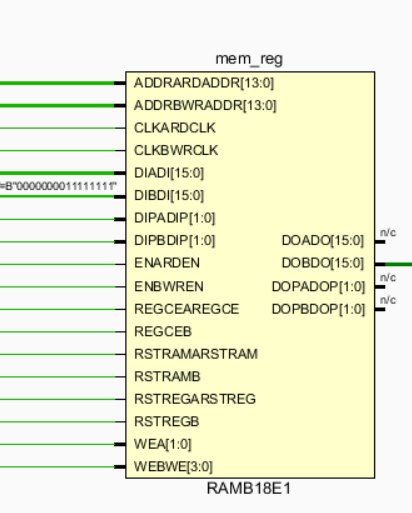 mem_reg
ADDRARDADDR[13:0]
ADDRBWRADDR[13:0]
CLKARDCLK
CLKBWRCLK
DIADI[15:0]
=B"0000000011111111"
DIBDI[15:0]
DIPADIP[1:0]
n/c
DIPBDIP[1:0] DOADO[15:0]
ENARDEN DOBDO[15:0]
n/c
ENBWREN DOPADOP[1:0]
n/c
REGCEAREGCE DOPBDOP[1:0]
REGCEB
RSTRAMARSTRAM
RSTRAMB
RSTREGARSTREG
RSTREGB
WEA[1:0]
WEBWE[3:0]
RAMB18E1